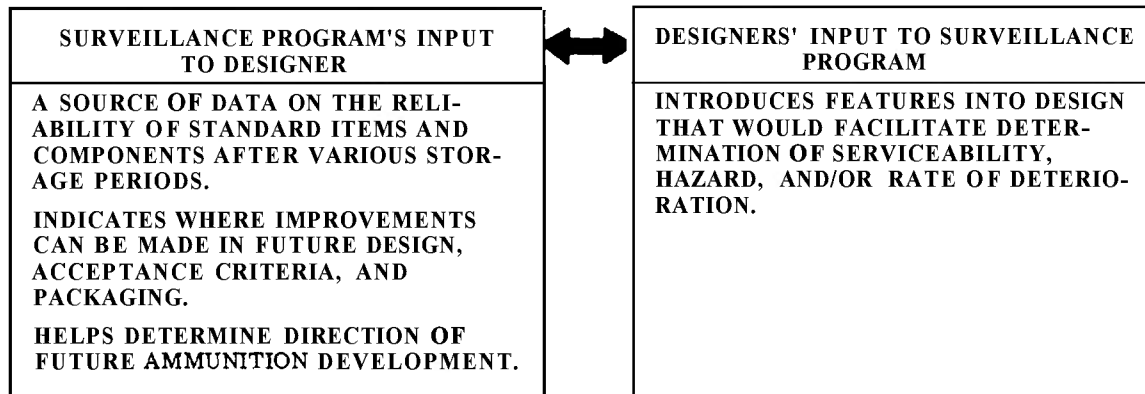 SURVEILLANCE PROGRAM'S INPUT
TO DESIGNER
A SOURCE OF DATA ON THE RELI-
ABILITY OF STANDARD ITEMS AND
COMPONENTS AFTER VARIOUS STOR-
AGE PERIODS.
INDICATES WHERE IMPROVEMENTS
CAN BE MADE IN FUTURE DESIGN,
ACCEPTANCE CRITERIA, AND
PACKAGING.
HELPS DETERMINE DIRECTION OF
FUTURE AMMUNITION DEVELOPMENT.
DESIGNERS' INPUT TO SURVEILLANCE
PROGRAM
INTRODUCES FEATURES INTO DESIGN
THAT WOULD FACILITATE DETER-
MINATION OF SERVICEABILITY,
HAZARD, AND/OR RATE OF DETERIO-
RATION.